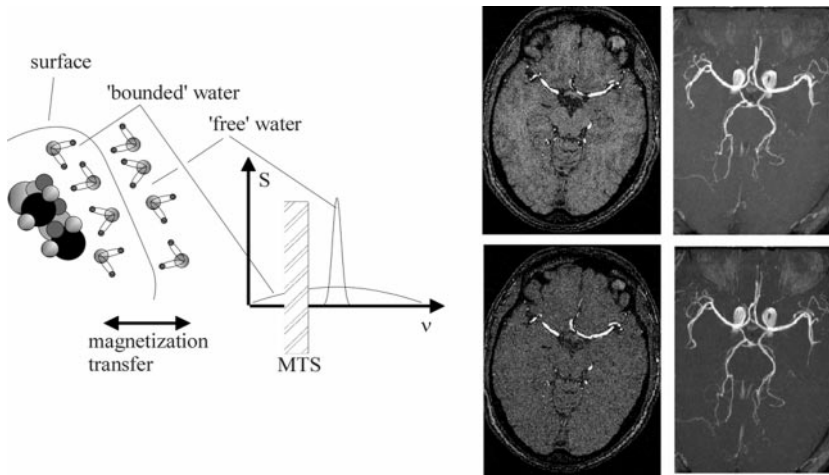 surface
'bounded' water
'free' water
S
ν
MTS
magnetization
transfer